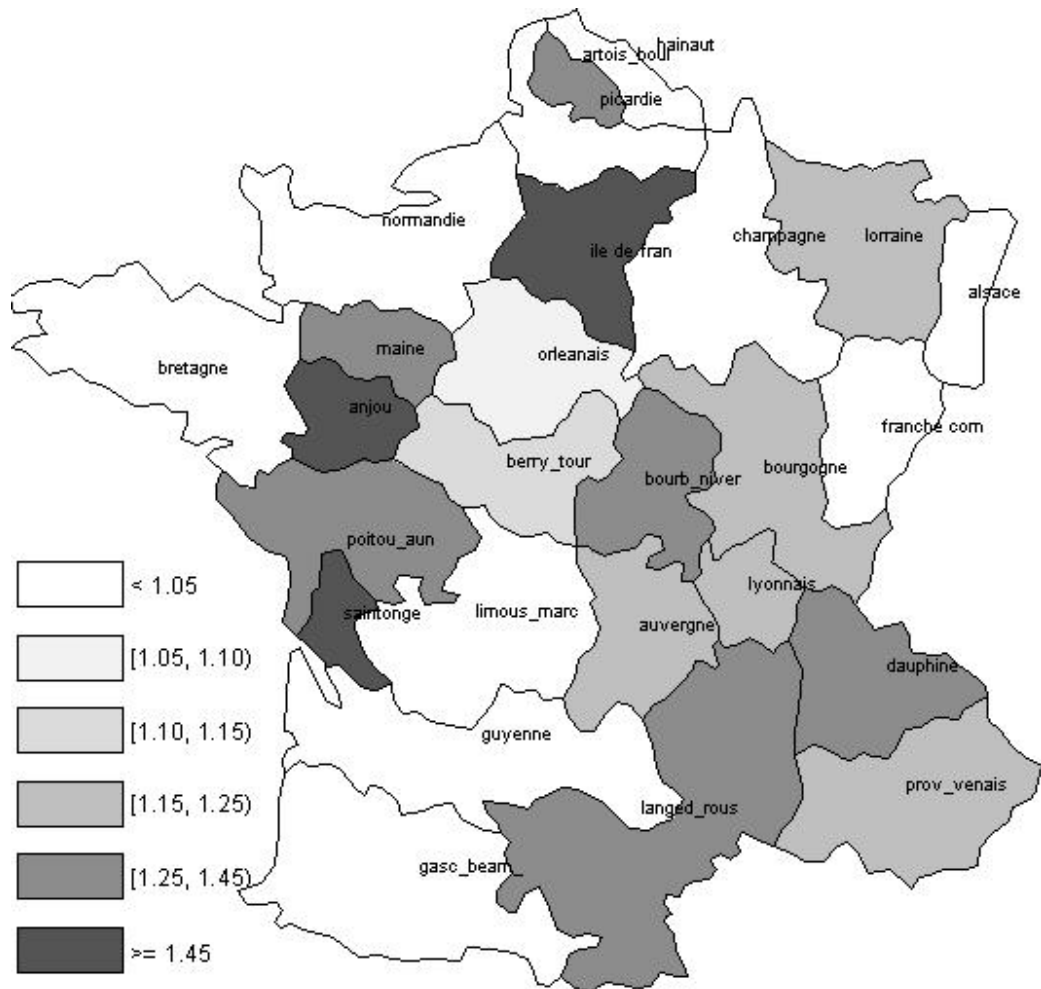 hainaut
artois_bour
picardie
normandie
ile de fran
champagne
lorraine
alsace
maine
orleanais
bretagne
anjou
franche com
berry_tour
bourb_niver
bourgogne
poitou_aun
< 1.05
saintonge
limous_marc
lyonnais
auvergne
[1.05, 1.10)
dauphine
[1.10, 1.15)
guyenne
prov_venais
[1.15, 1.25)
langed_rous
gasc_bearn_
[1.25, 1.45)
>= 1.45